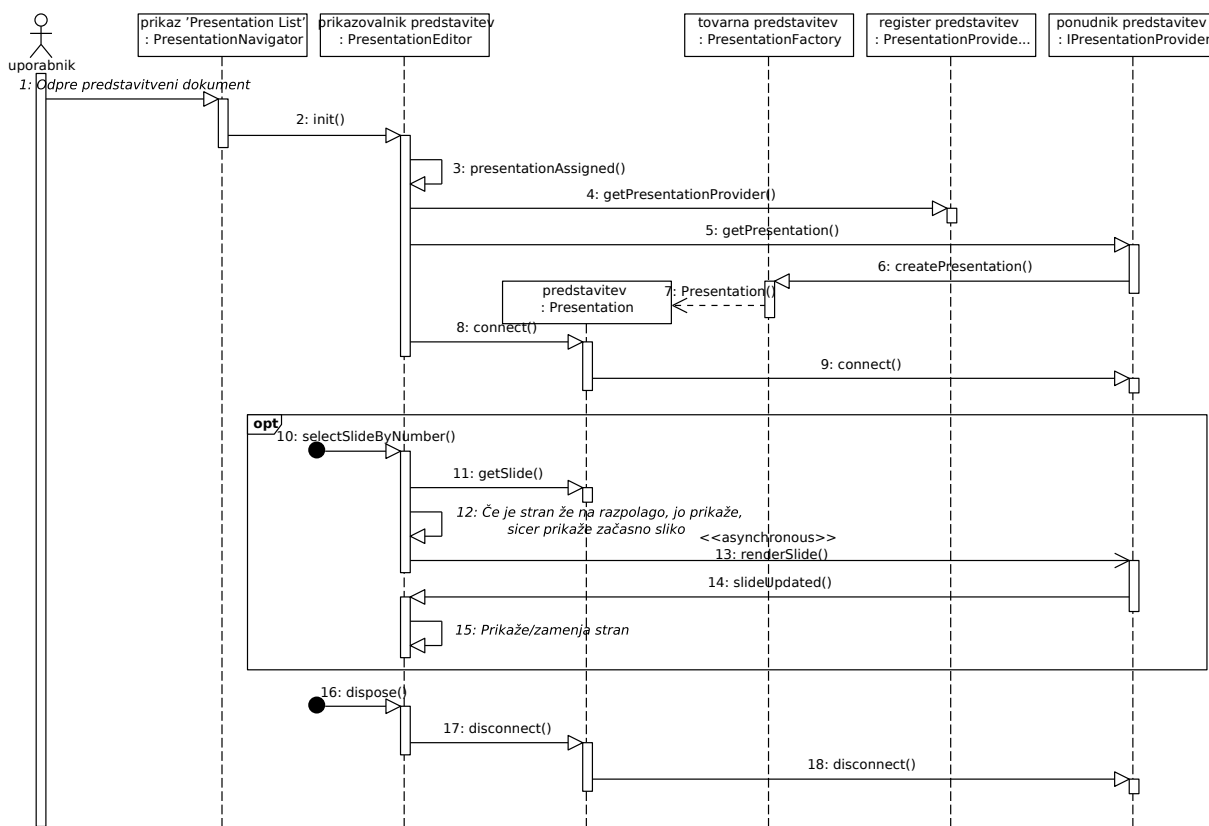 prikaz 'Presentation List'
: PresentationNavigator
prikazovalnik predstavitev
: PresentationEditor
tovarna predstavitev
: PresentationFactory
register predstavitev
: PresentationProvide...
ponudnik predstavitev
: IPresentationProvider
uporabnik
1: Odpre predstavitveni dokument
2: init()
3: presentationAssigned()
4: getPresentationProvider()
5: getPresentation()
6: createPresentation()
predstavitev
: Presentation
7: Presentation()
8: connect()
9: connect()
opt
10: selectSlideByNumber()
11: getSlide()
12: Če je stran že na razpolago, jo prikaže,
sicer prikaže začasno sliko
<<asynchronous>>
13: renderSlide()
14: slideUpdated()
15: Prikaže/zamenja stran
16: dispose()
17: disconnect()
18: disconnect()